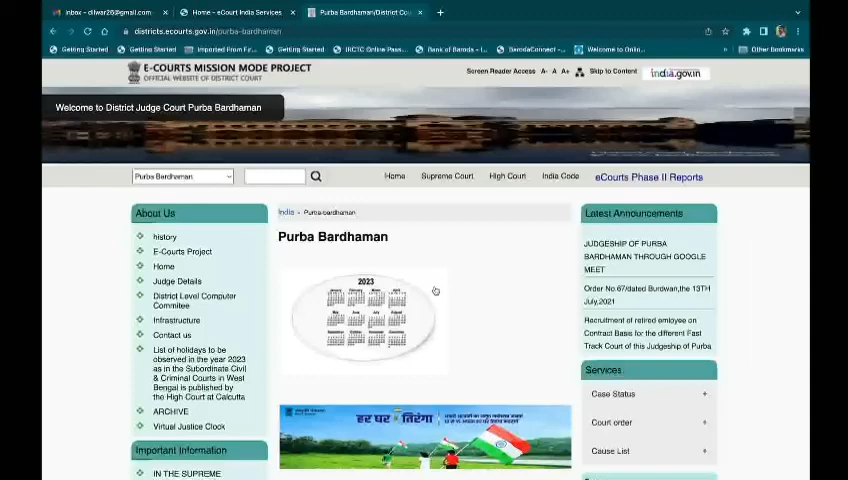 Inbox - dilwar26@gmail.com
Home - eCourt India Services
Purba Bardhaman/District Cou
districts.ecourts.gov.in/purba-bardhaman
Getting Started
Getting Started
Imported From Fire
Getting Started
IRCTC Online Pass...
Bank of Baroda - I...
BarodaConnect -...
Welcome to Onlin...
Other Bookmarks
E-COURTS MISSION MODE PROJECT
OFFICIAL WEBSITE OF DISTRICT COURT
Screen Reader Access A- A A+ Skip to Content india.gov.in
Welcome to District Judge Court Purba Bardhaman
Purba Bardhaman
Home Supreme Court High Court India Code eCourts Phase II Reports
About Us
history
E-Courts Project
Home
Judge Details
District Level Computer
Commitee
Infrastructure
Contact us
List of holidays to be
observed in the year 2023
as in the Subordinate Civil
& Criminal Courts in West
Bengal is published by
the High Court at Calcutta
ARCHIVE
Virtual Justice Clock
Important Information
IN THE SUPREME
India » Purba-bardhaman
Purba Bardhaman
2023
हर घर तिरंगा
Latest Announcements
JUDGESHIP OF PURBA
BARDHAMAN THROUGH GOOGLE
MEET
Order No.67/dated Burdwan,the 13TH
July,2021
Recruitment of retired emloyee on
Contract Basis for the different Fast
Track Court of this Judgeship of Purba
Services
Case Status +
Court order +
Cause List +